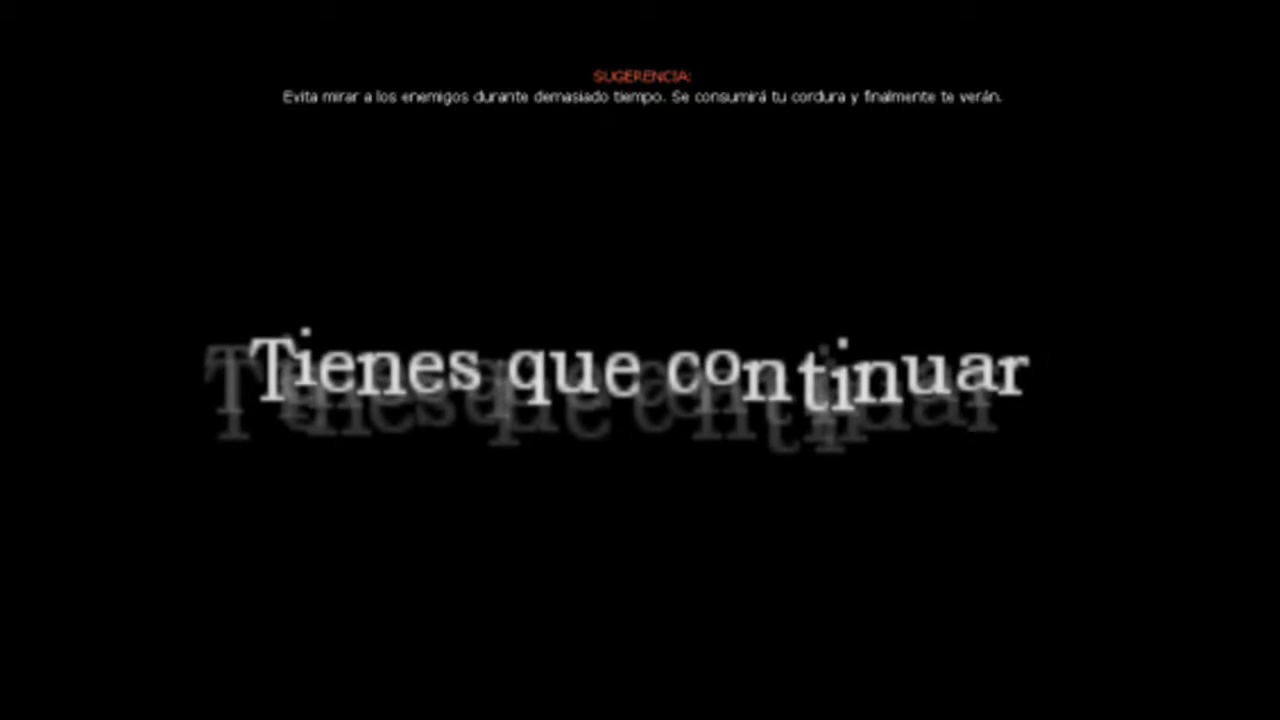 SUGERENCIA:
Evita mirar a los enemigos durante demasiado tiempo. Se consumirá tu cordura y finalmente te verán.
Tienes que continuar